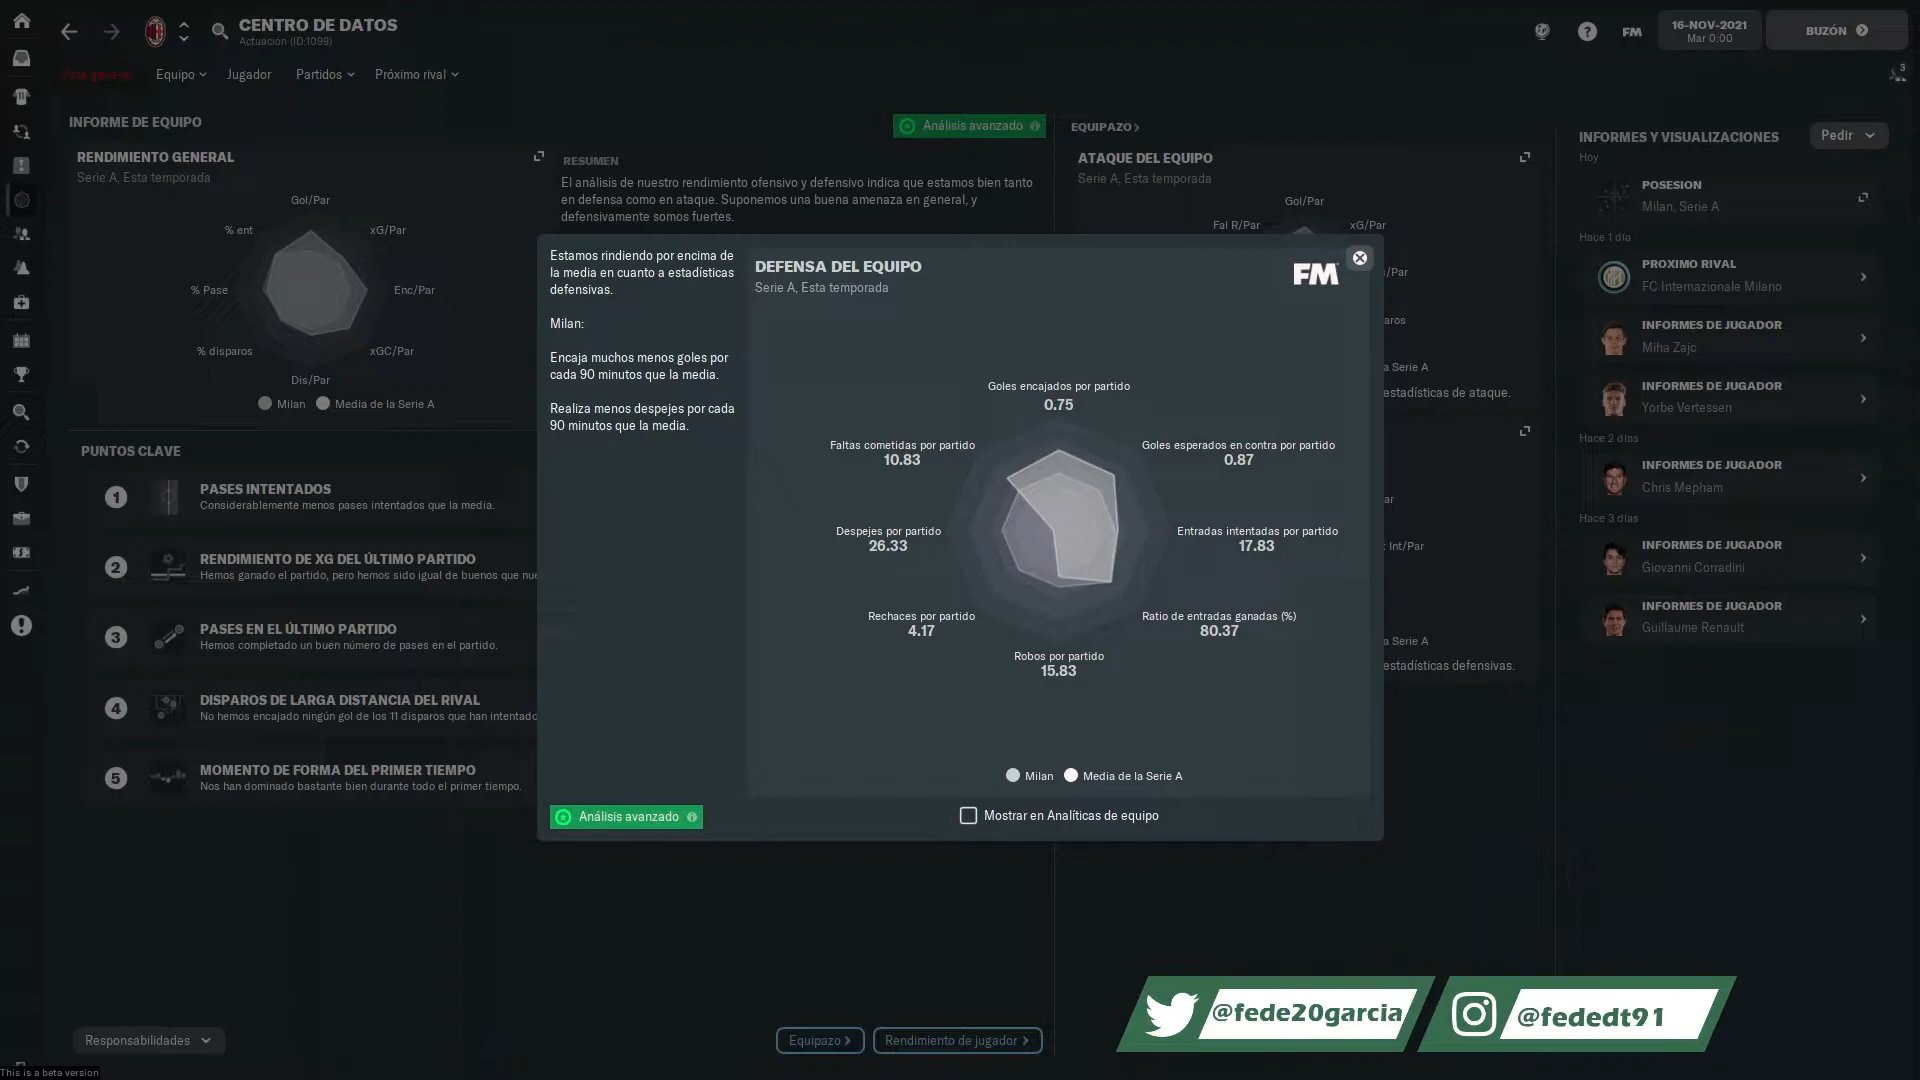 CENTRO DE DATOS
Actuación (ID:1099)
?
FM
16-NOV-2021
Mar 0:00
BUZÓN
Equipo
Jugador
Partidos
Próximo rival
3
INFORME DE EQUIPO
Análisis avanzado
RENDIMIENTO GENERAL
Serie A, Esta temporada
Gol/Par
xG/Par
Enc/Par
xGC/Par
Dis/Par
% disparos
% Pase
% ent
Milan
Media de la Serie A
RESUMEN
El análisis de nuestro rendimiento ofensivo y defensivo indica que estamos bien tanto
en defensa como en ataque. Suponemos una buena amenaza en general, y
defensivamente somos fuertes.
PUNTOS CLAVE
1
PASES INTENTADOS
Considerablemente menos pases intentados que la media.
2
RENDIMIENTO DE XG DEL ÚLTIMO PARTIDO
Hemos ganado el partido, pero hemos sido igual de buenos que nue
3
PASES EN EL ÚLTIMO PARTIDO
Hemos completado un buen número de pases en el partido.
4
DISPAROS DE LARGA DISTANCIA DEL RIVAL
No hemos encajado ningún gol de los 11 disparos que han intentado
5
MOMENTO DE FORMA DEL PRIMER TIEMPO
Nos han dominado bastante bien durante todo el primer tiempo.
Estamos rindiendo por encima de
la media en cuanto a estadísticas
defensivas.
Milan:
Encaja muchos menos goles por
cada 90 minutos que la media.
Realiza menos despejes por cada
90 minutos que la media.
Análisis avanzado
DEFENSA DEL EQUIPO
Serie A, Esta temporada
FM
Goles encajados por partido
0.75
Faltas cometidas por partido
10.83
Goles esperados en contra por partido
0.87
Despejes por partido
26.33
Entradas intentadas por partido
17.83
Rechaces por partido
4.17
Ratio de entradas ganadas (%)
80.37
Robos por partido
15.83
Milan
Media de la Serie A
Mostrar en Analíticas de equipo
EQUIPAZO
ATAQUE DEL EQUIPO
Serie A, Esta temporada
Gol/Par
Fal R/Par
xG/Par
/Par
aros
a Serie A
estadísticas de ataque.
ar
Int/Par
a Serie A
estadísticas defensivas.
INFORMES Y VISUALIZACIONES
Pedir
Hoy
POSESION
Milan, Serie A
Hace 1 día
PROXIMO RIVAL
FC Internazionale Milano
INFORMES DE JUGADOR
Miha Zajc
INFORMES DE JUGADOR
Yorbe Vertessen
Hace 2 días
INFORMES DE JUGADOR
Chris Mepham
Hace 3 días
INFORMES DE JUGADOR
Giovanni Corradini
INFORMES DE JUGADOR
Guillaume Renault
Responsabilidades
Equipazo
Rendimiento de jugador
@fede20garcia
@fededt91
This is a beta version